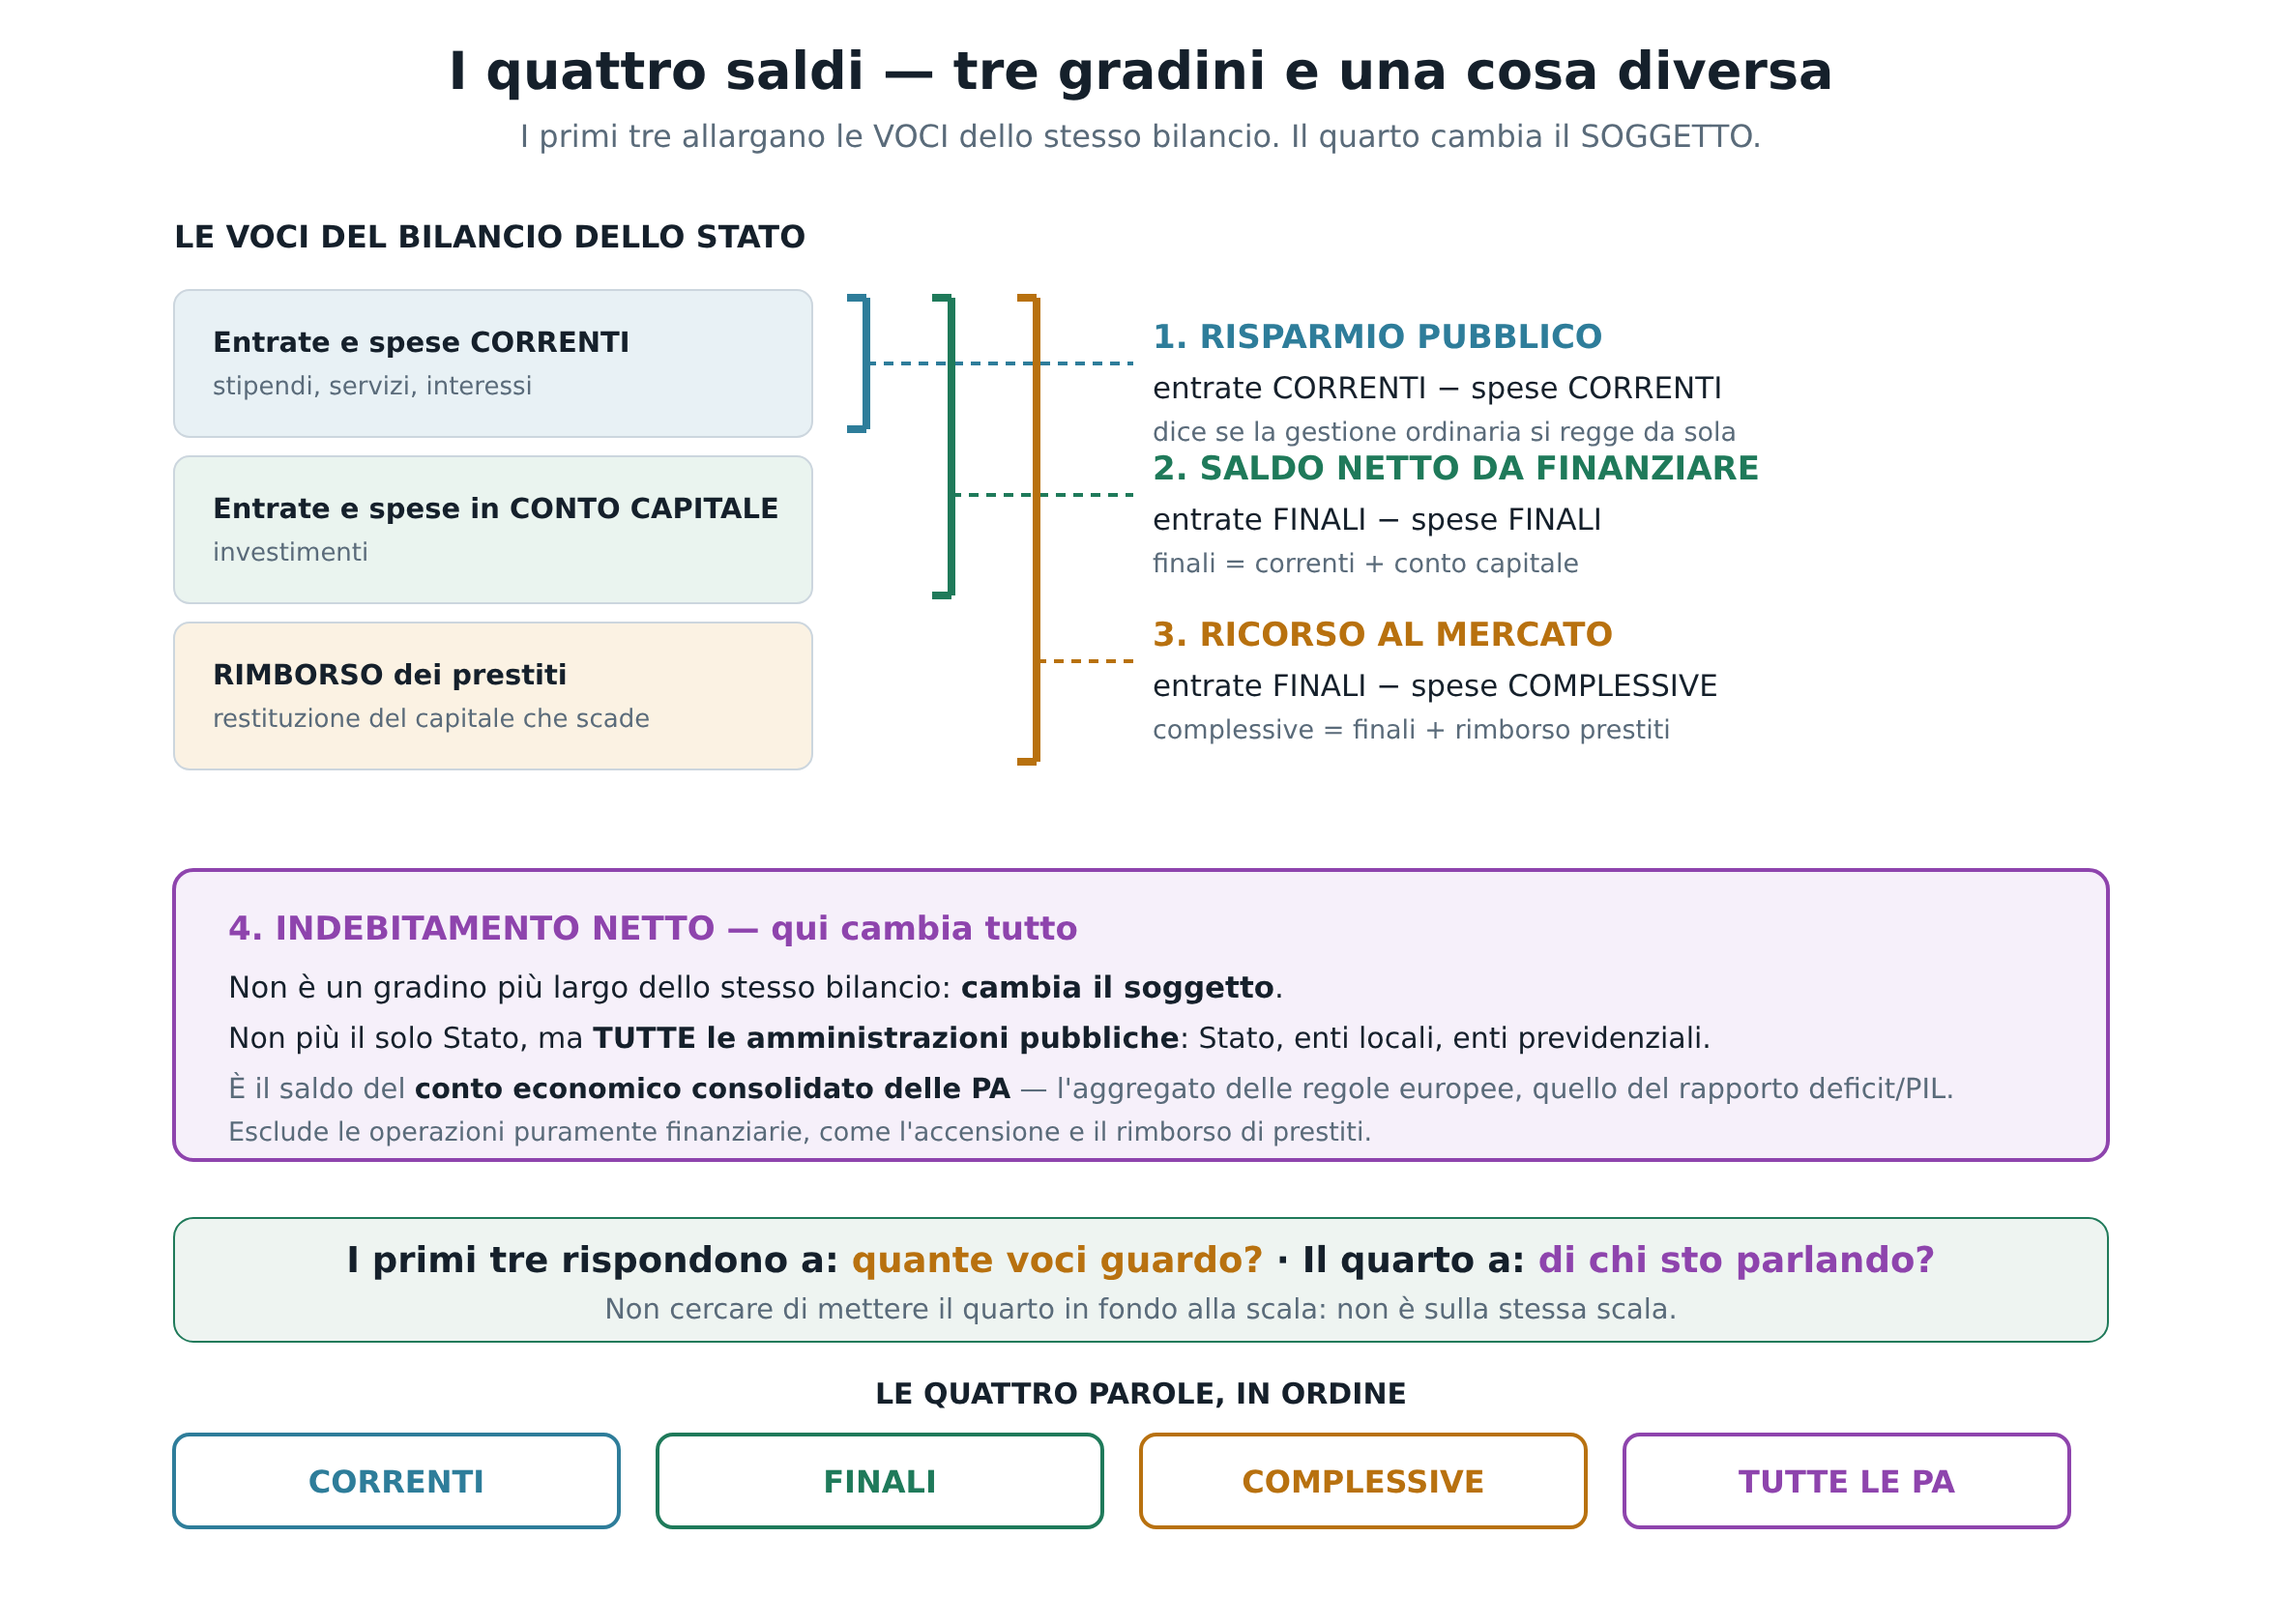 I quattro saldi — tre gradini e una cosa diversa
I primi tre allargano le VOCI dello stesso bilancio. Il quarto cambia il SOGGETTO.
LE VOCI DEL BILANCIO DELLO STATO
Entrate e spese CORRENTI
stipendi, servizi, interessi
Entrate e spese in CONTO CAPITALE
investimenti
RIMBORSO dei prestiti
restituzione del capitale che scade
1. RISPARMIO PUBBLICO
entrate CORRENTI − spese CORRENTI
dice se la gestione ordinaria si regge da sola
2. SALDO NETTO DA FINANZIARE
entrate FINALI − spese FINALI
finali = correnti + conto capitale
3. RICORSO AL MERCATO
entrate FINALI − spese COMPLESSIVE
complessive = finali + rimborso prestiti
4. INDEBITAMENTO NETTO — qui cambia tutto
Non è un gradino più largo dello stesso bilancio: cambia il soggetto.
Non più il solo Stato, ma TUTTE le amministrazioni pubbliche: Stato, enti locali, enti previdenziali.
È il saldo del conto economico consolidato delle PA — l'aggregato delle regole europee, quello del rapporto deficit/PIL.
Esclude le operazioni puramente finanziarie, come l'accensione e il rimborso di prestiti.
I primi tre rispondono a: quante voci guardo? · Il quarto a: di chi sto parlando?
Non cercare di mettere il quarto in fondo alla scala: non è sulla stessa scala.
LE QUATTRO PAROLE, IN ORDINE
CORRENTI
FINALI
COMPLESSIVE
TUTTE LE PA